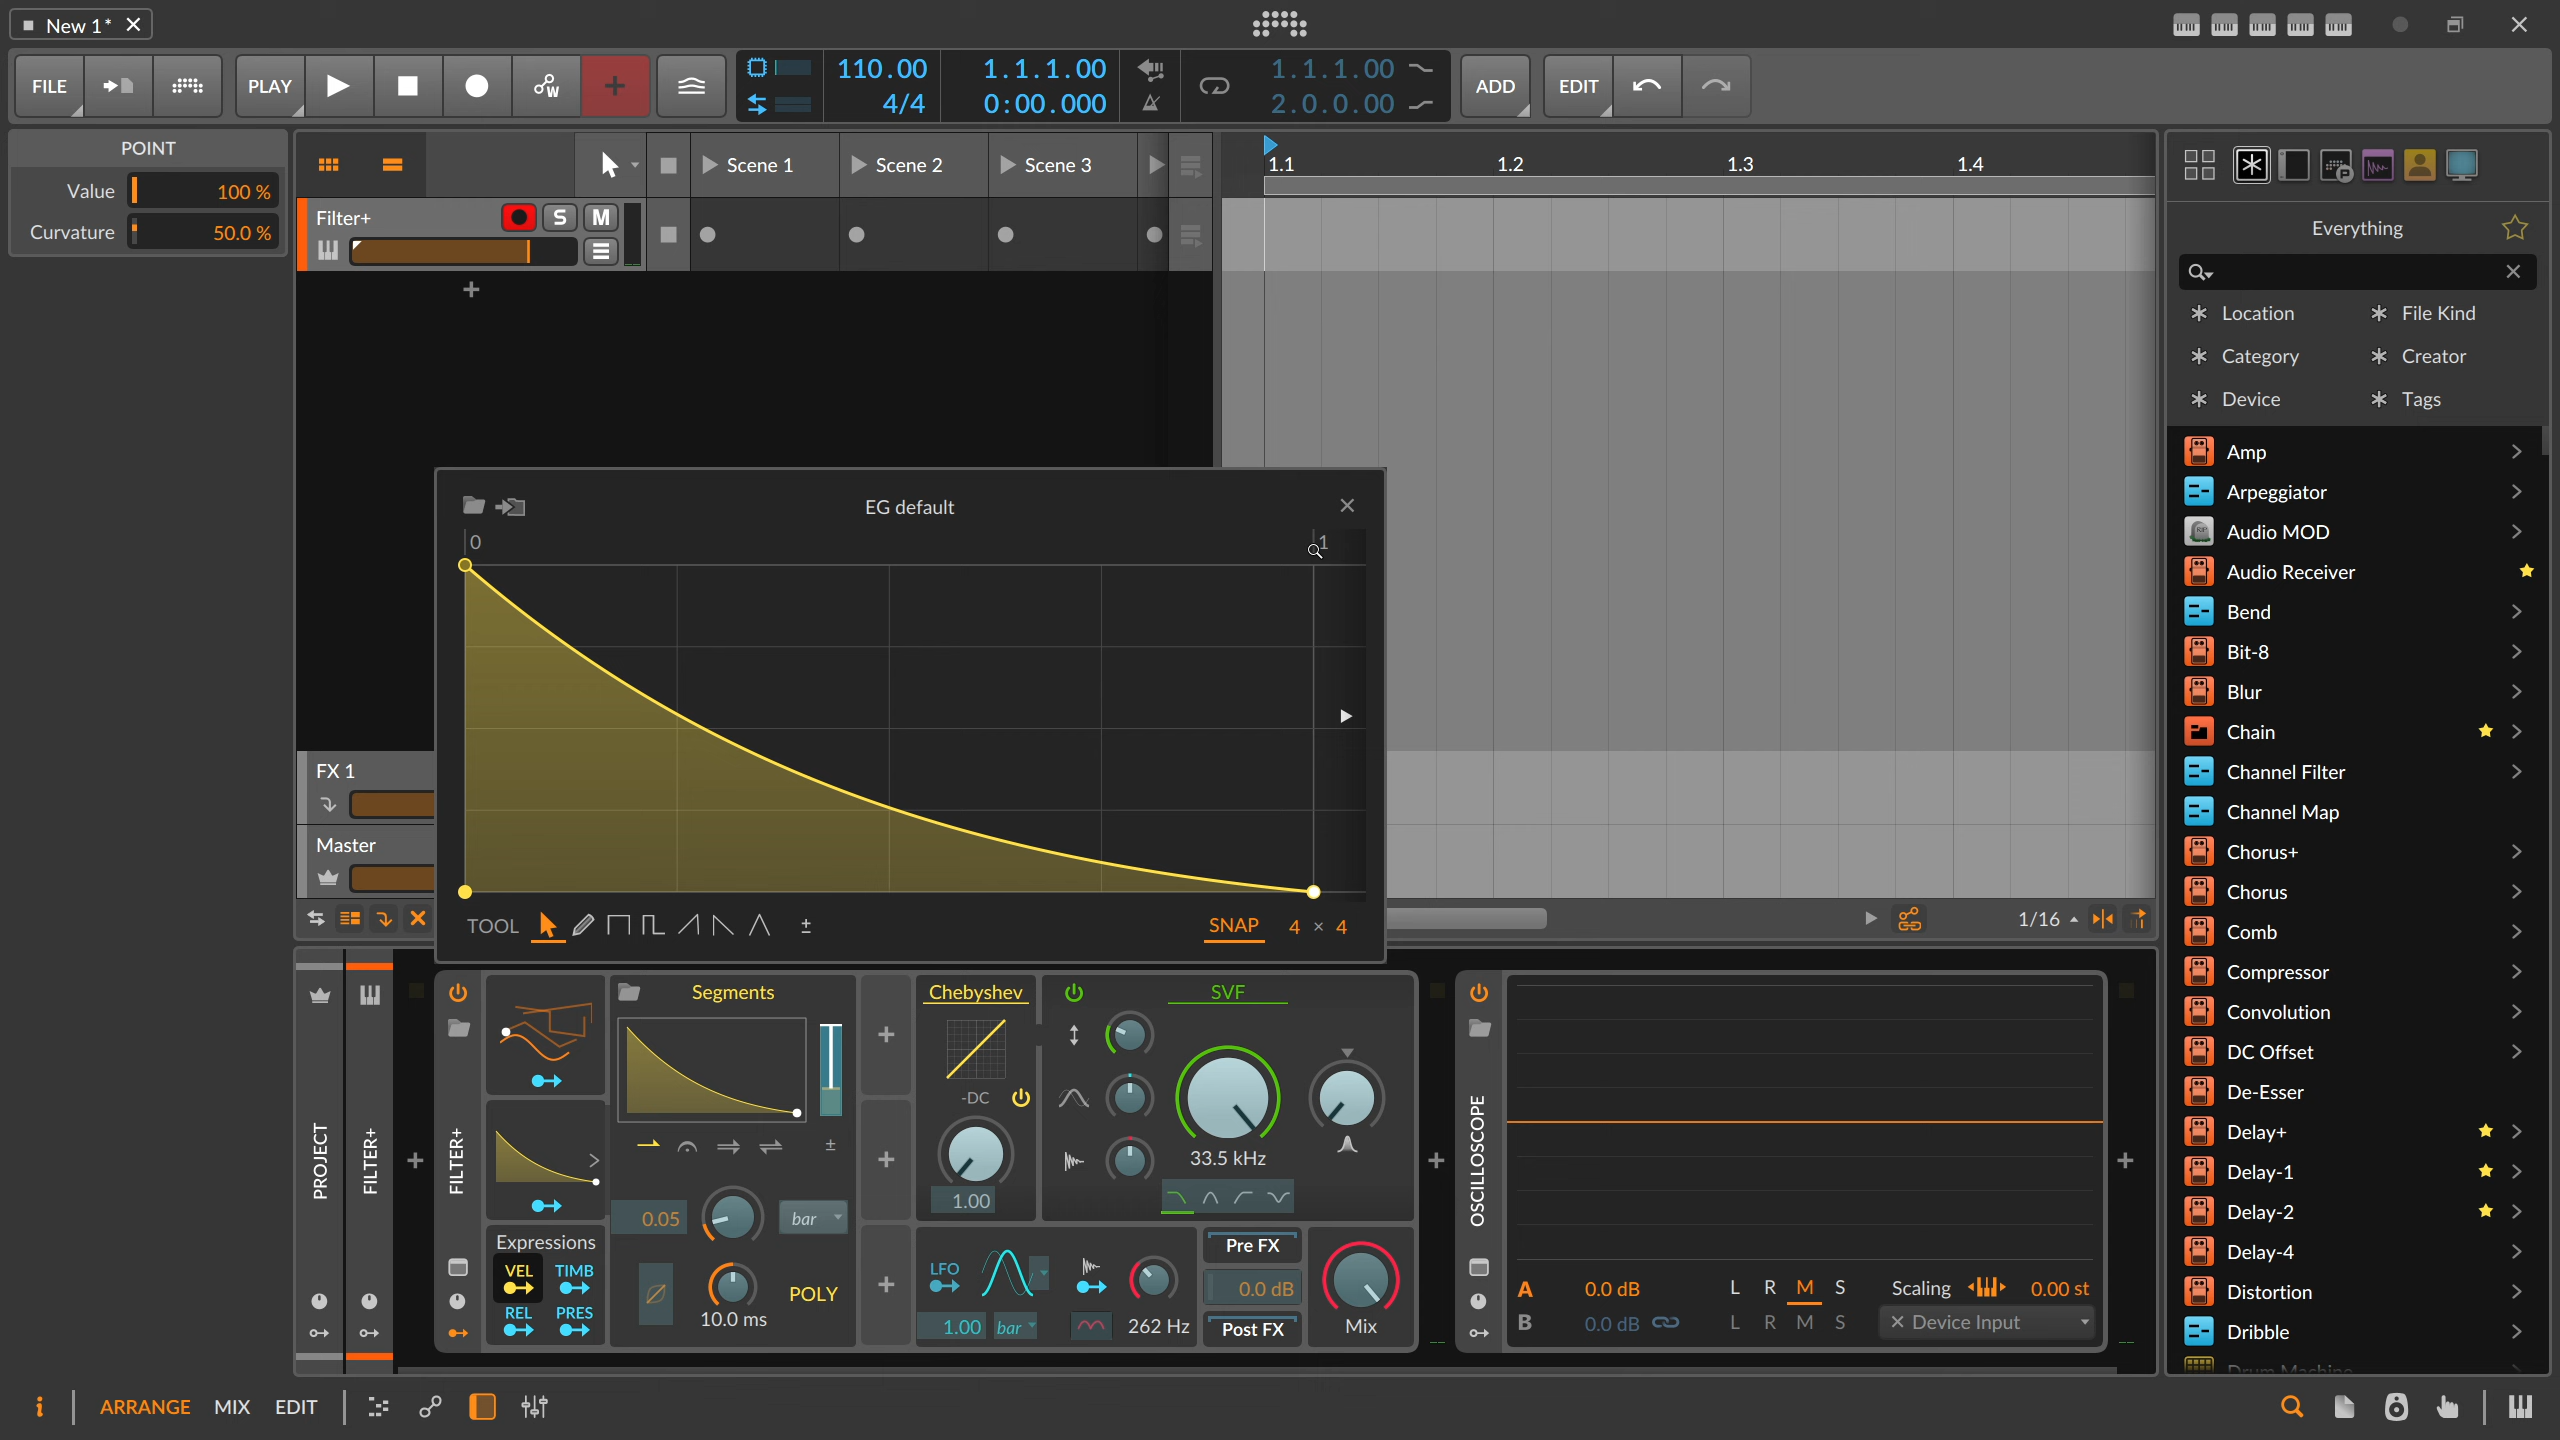 New 1*
FILE
PLAY
W
110.00
4/4
1.1.1.00
0:00.000
1.1.1.00
2.0.0.00
ADD
EDIT
POINT
Value 100 %
Curvature 50.0 %
Scene 1
Scene 2
Scene 3
1.1
1.2
1.3
1.4
Filter+
S
M
FX 1
Master
EG default
0
1
TOOL
±
SNAP
4 × 4
1/16
Everything
Location
File Kind
Category
Creator
Device
Tags
Amp
Arpeggiator
Audio MOD
Audio Receiver
Bend
Bit-8
Blur
Chain
Channel Filter
Channel Map
Chorus+
Chorus
Comb
Compressor
Convolution
DC Offset
De-Esser
Delay+
Delay-1
Delay-2
Delay-4
Distortion
Dribble
Drum Machine
PROJECT
FILTER+
FILTER+
Segments
±
0.05
bar
10.0 ms
POLY
Expressions
VEL
TIMB
REL
PRES
Chebyshev
-DC
1.00
SVF
33.5 kHz
LFO
1.00
bar
262 Hz
Pre FX
0.0 dB
Post FX
Mix
OSCILLOSCOPE
A 0.0 dB L R M S Scaling 0.00 st
B 0.0 dB L R M S Device Input
ARRANGE
MIX
EDIT